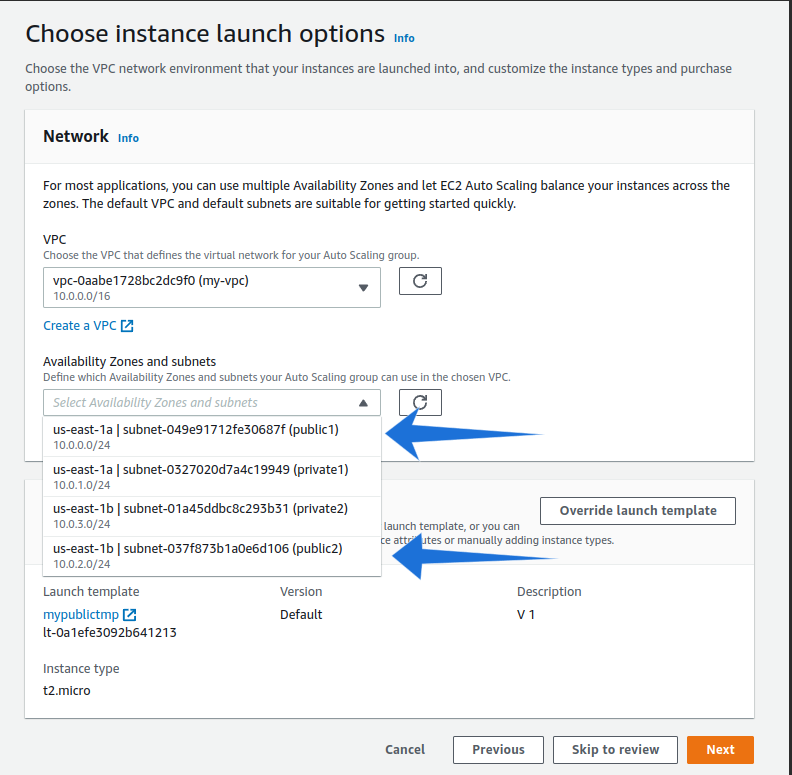 Choose instance launch options Info
Choose the VPC network environment that your instances are launched into, and customize the instance types and purchase
options.
Network Info
For most applications, you can use multiple Availability Zones and let EC2 Auto Scaling balance your instances across the
zones. The default VPC and default subnets are suitable for getting started quickly.
VPC
Choose the VPC that defines the virtual network for your Auto Scaling group.
vpc-0aabe1728bc2dc9f0 (my-vpc)
10.0.0.0/16
Create a VPC
Availability Zones and subnets
Define which Availability Zones and subnets your Auto Scaling group can use in the chosen VPC.
Select Availability Zones and subnets
us-east-1a | subnet-049e91712fe30687f (public1)
10.0.0.0/24
us-east-1a | subnet-0327020d7a4c19949 (private1)
10.0.1.0/24
us-east-1b | subnet-01a45ddbc8c293b31 (private2)
10.0.3.0/24
Override launch template
launch template, or you can
attributes or manually adding instance types.
us-east-1b | subnet-037f873b1a0e6d106 (public2)
10.0.2.0/24
Launch template
Version
Description
mypublictmp
Default
V 1
lt-0a1efe3092b641213
Instance type
t2.micro
Cancel
Previous
Skip to review
Next